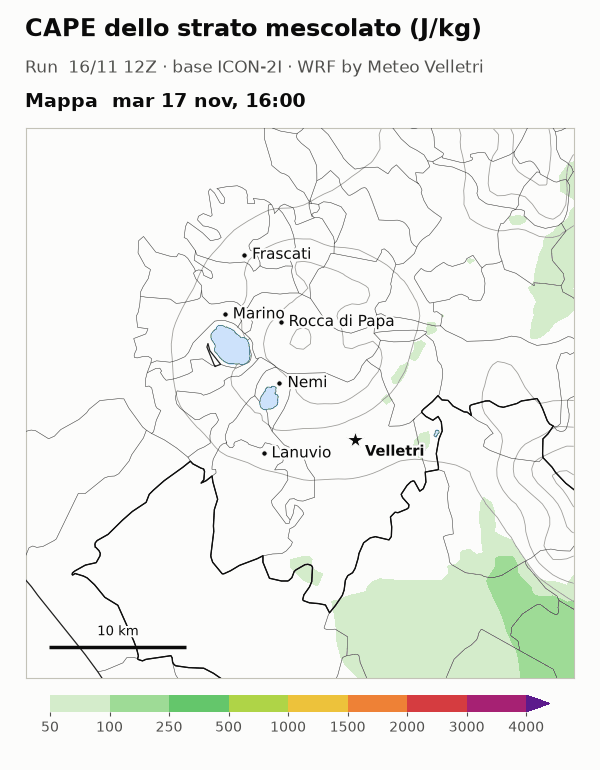 CAPE dello strato mescolato (J/kg)
Run  16/11 12Z · base ICON-2I · WRF by Meteo Velletri
Mappa  mar 17 nov, 16:00
Frascati
Marino
Rocca di Papa
Nemi
Velletri
Lanuvio
10 km
50 100 250 500 1000 1500 2000 3000 4000